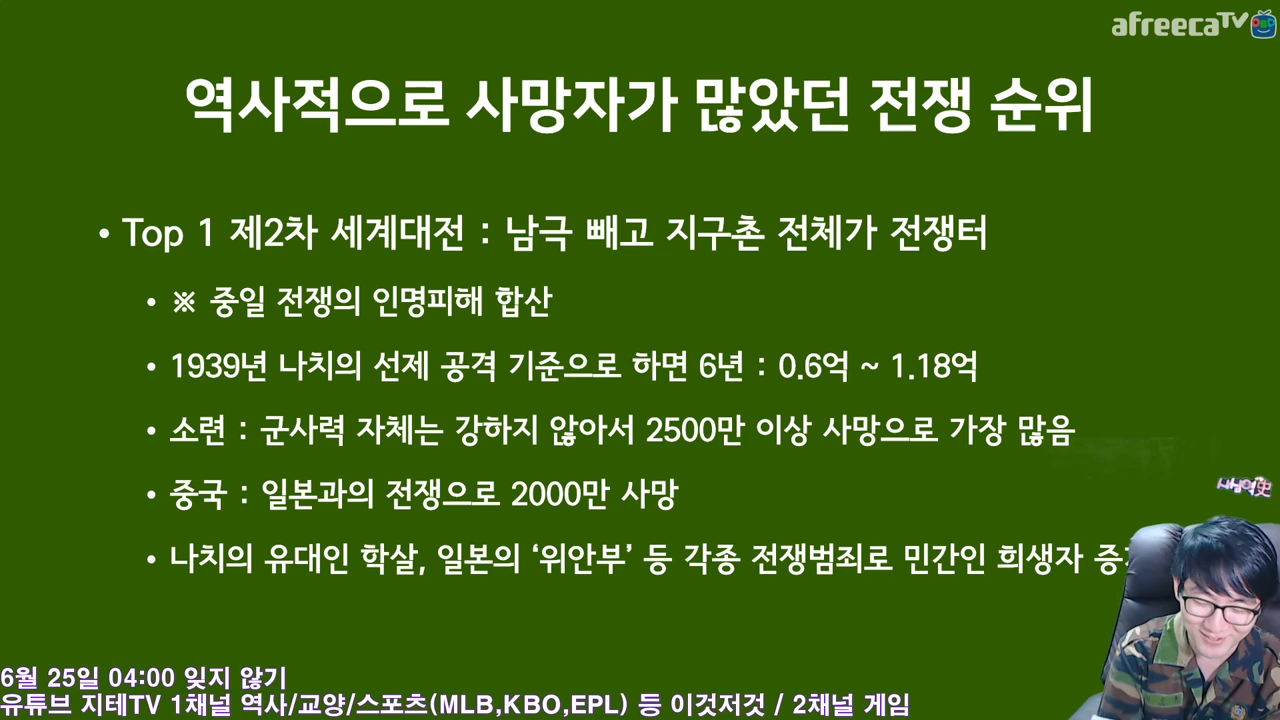 afreecaTV
역사적으로 사망자가 많았던 전쟁 순위
• Top 1 제2차 세계대전 : 남극 빼고 지구촌 전체가 전쟁터
• ※ 중일 전쟁의 인명피해 합산
• 1939년 나치의 선제 공격 기준으로 하면 6년 : 0.6억 ~ 1.18억
• 소련 : 군사력 자체는 강하지 않아서 2500만 이상 사망으로 가장 많음
• 중국 : 일본과의 전쟁으로 2000만 사망
• 나치의 유대인 학살, 일본의 ‘위안부’ 등 각종 전쟁범죄로 민간인 희생자
6월 25일 04:00 잊지 않기
유튜브 지테TV 1채널 역사/교양/스포츠(MLB,KBO,EPL) 등 이것저것 / 2채널 게임